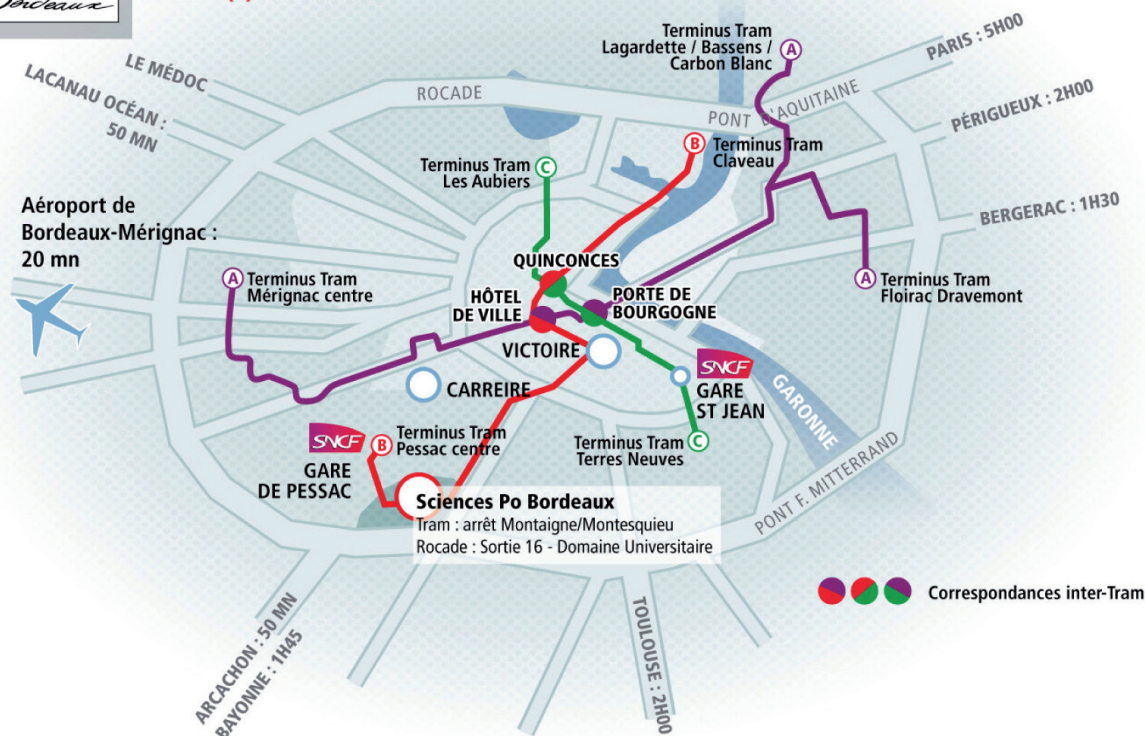 Bordeaux
Terminus Tram
Lagardette / Bassens /
Carbon Blanc
A
PARIS : 5H00
LE MÉDOC
LACANAU OCÉAN :
50 MN
ROCADE
PONT D'AQUITAINE
PÉRIGUEUX : 2H00
B
Terminus Tram
Claveau
Terminus Tram
Les Aubiers
C
Aéroport de
Bordeaux-Mérignac :
20 mn
BERGERAC : 1H30
QUINCONCES
A
Terminus Tram
Mérignac centre
A
Terminus Tram
Floirac Dravemont
HÔTEL
DE VILLE
PORTE DE
BOURGOGNE
VICTOIRE
SNCF
GARE
ST JEAN
CARREIRE
GARONNE
SNCF
GARE
DE PESSAC
B
Terminus Tram
Pessac centre
Terminus Tram
Terres Neuves
C
PONT F. MITTERRAND
Sciences Po Bordeaux
Tram : arrêt Montaigne/Montesquieu
Rocade : Sortie 16 - Domaine Universitaire
Correspondances inter-Tram
ARCACHON : 50 MN
BAYONNE : 1H45
TOULOUSE : 2H00